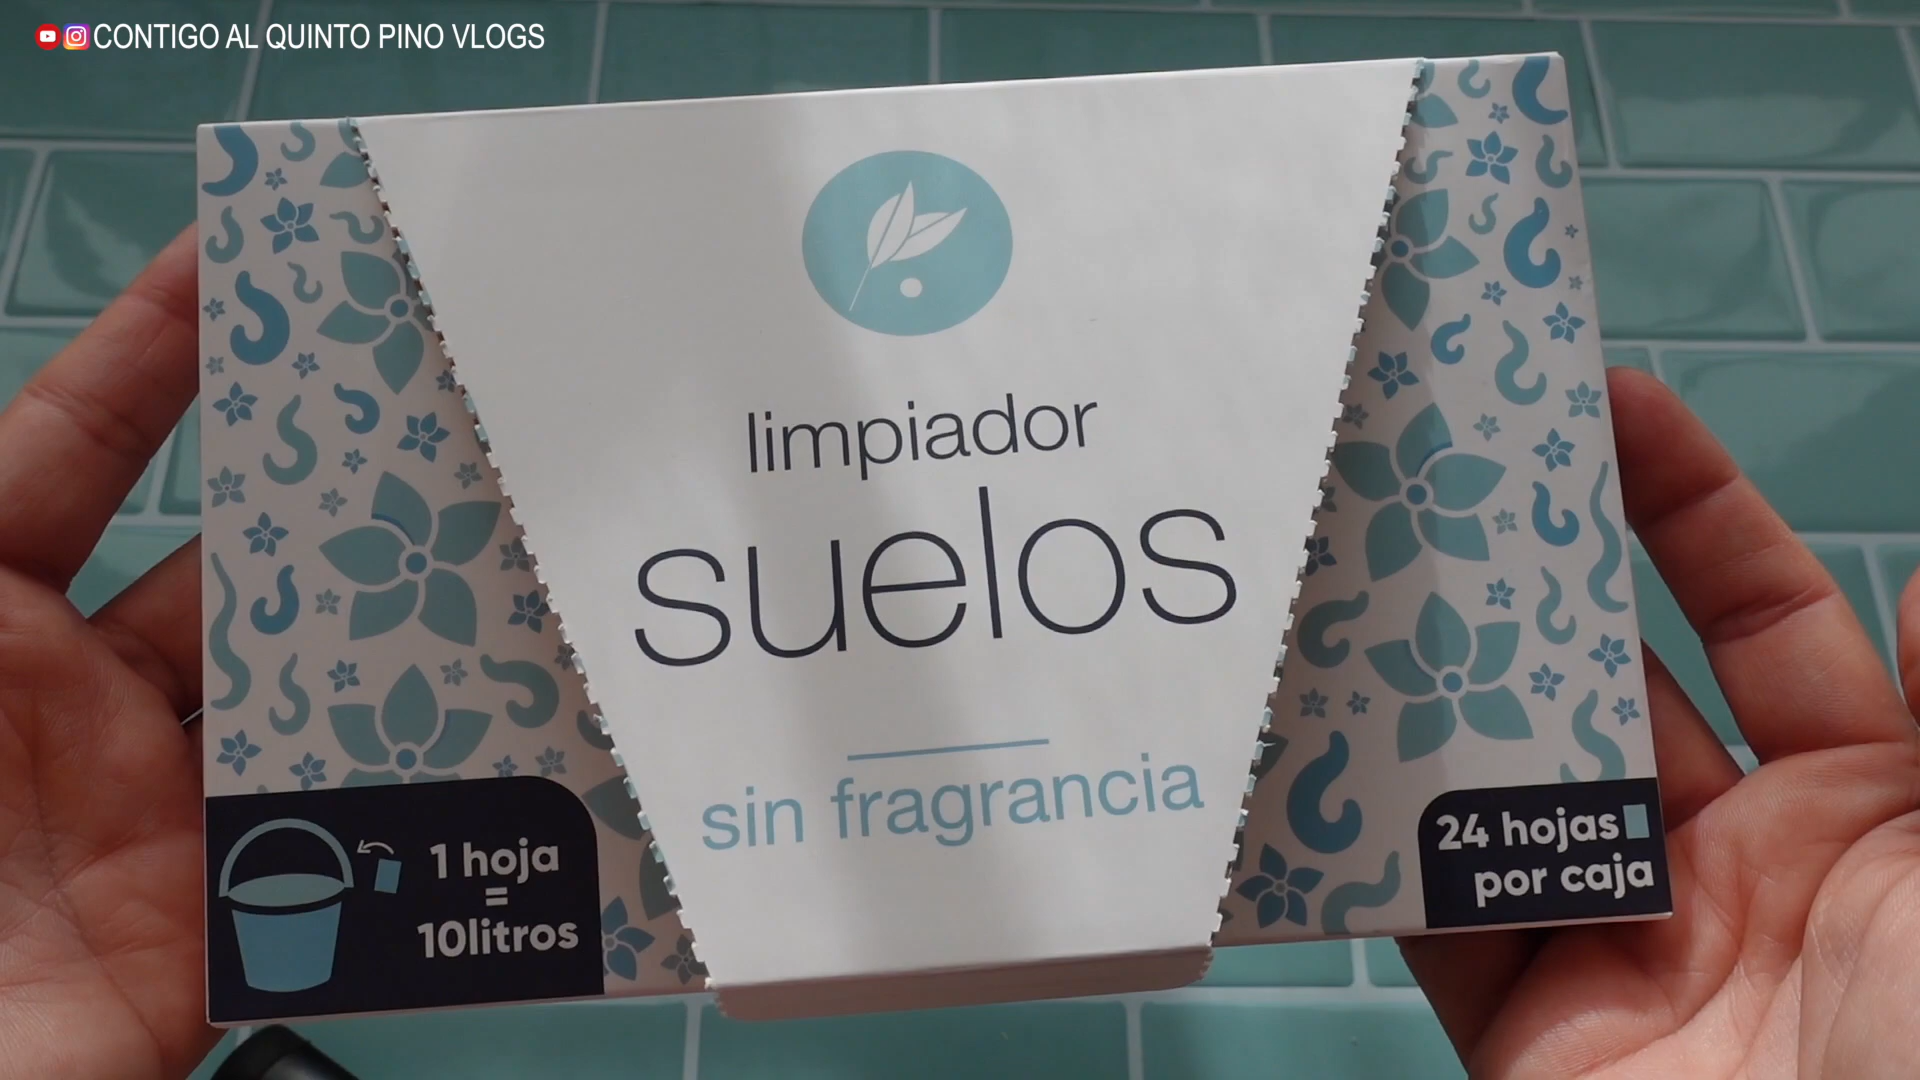 CONTIGO AL QUINTO PINO VLOGS
limpiador
suelos
sin fragrancia
1 hoja
=
10litros
24 hojas
por caja